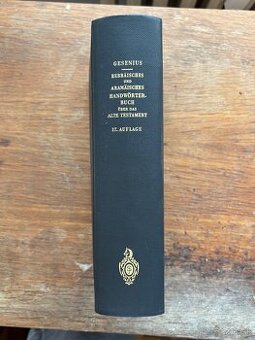 GESENIUS
HEBRÄISCHES
UND
ARAMÄISCHES
HANDWÖRTER-
BUCH
ÜBER DAS
ALTE TESTAMENT
17. AUFLAGE